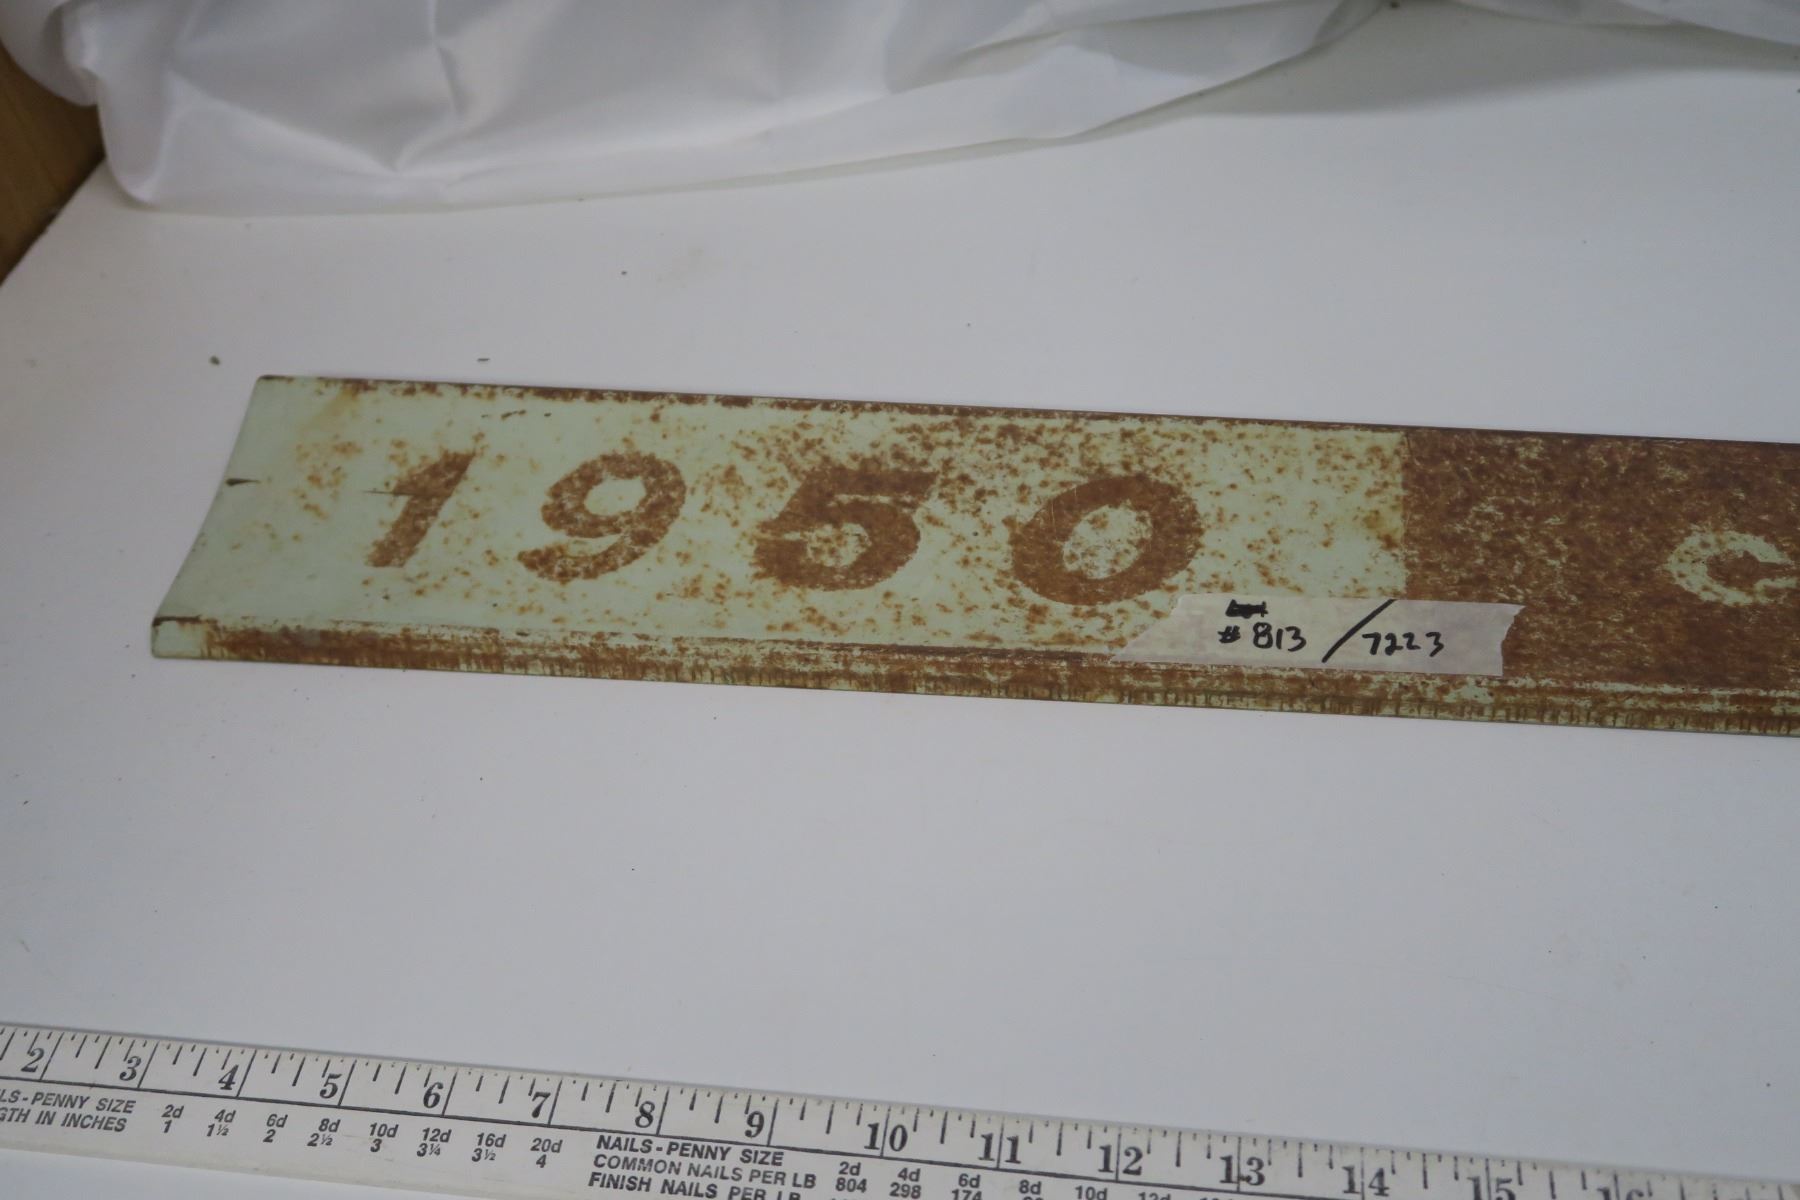 1950 C
#813 / 7223
2 3 4 5 6 7 8 9 10 11 12 13 14 15
LS - PENNY SIZE 2d 4d 6d 8d 10d 12d 16d 20d
GTH IN INCHES 1 1½ 2 2½ 3 3¼ 3½ 4
NAILS - PENNY SIZE 2d 4d 6d 8d 10d 12d
COMMON NAILS PER LB 804 298 174
FINISH NAILS PER LB